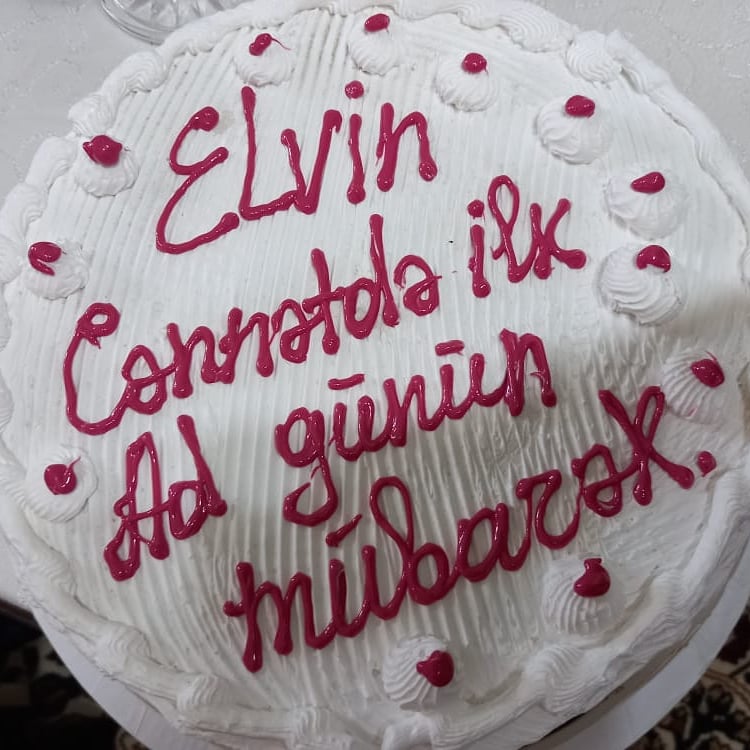 Elvin
Cənnətdə ilk
Ad günün
mübarək.